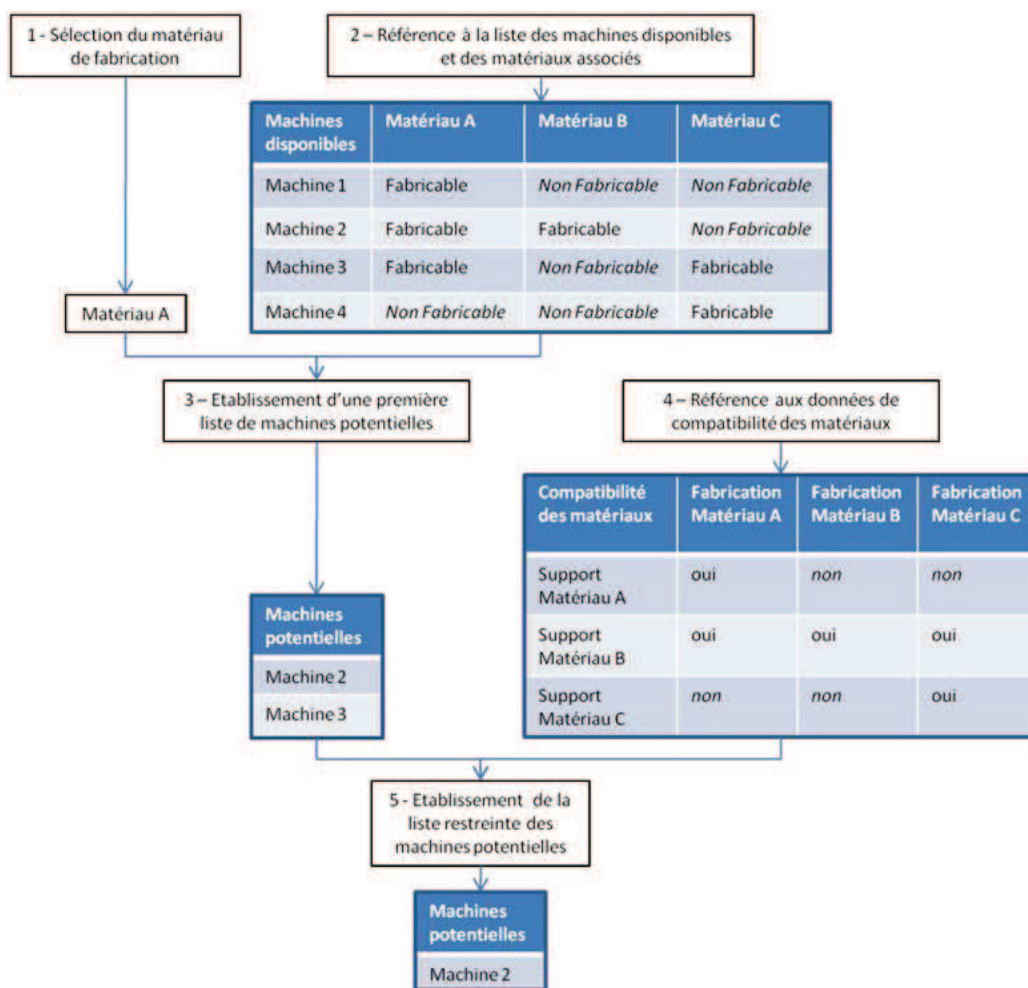 1 - Sélection du matériau
de fabrication
2 – Référence à la liste des machines disponibles
et des matériaux associés
Machines disponibles Matériau A Matériau B Matériau C
Machine 1 Fabricable Non Fabricable Non Fabricable
Machine 2 Fabricable Fabricable Non Fabricable
Machine 3 Fabricable Non Fabricable Fabricable
Machine 4 Non Fabricable Non Fabricable Fabricable
Matériau A
3 – Etablissement d'une première
liste de machines potentielles
4 – Référence aux données de
compatibilité des matériaux
Compatibilité Fabrication Fabrication Fabrication
des matériaux Matériau A Matériau B Matériau C
Support oui non non
Matériau A
Support oui oui oui
Matériau B
Support non non oui
Matériau C
Machines
potentielles
Machine 2
Machine 3
5 - Etablissement de la
liste restreinte des
machines potentielles
Machines
potentielles
Machine 2